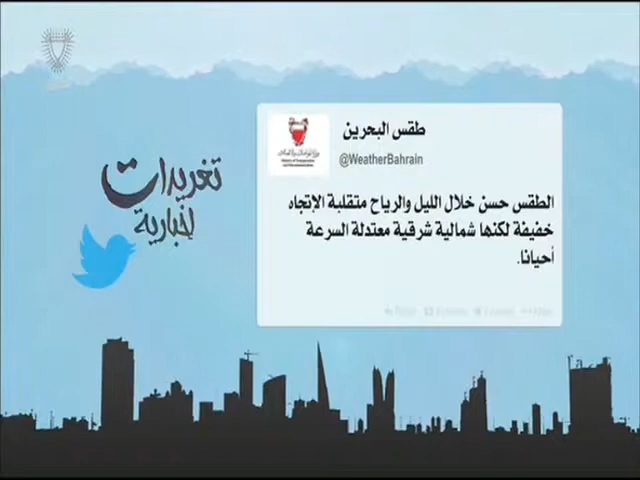 تغريدات
إخبارية
طقس البحرين
@WeatherBahrain
الطقس حسن خلال الليل والرياح متقلبة الإتجاه
خفيفة لكنها شمالية شرقية معتدلة السرعة
أحيانا.